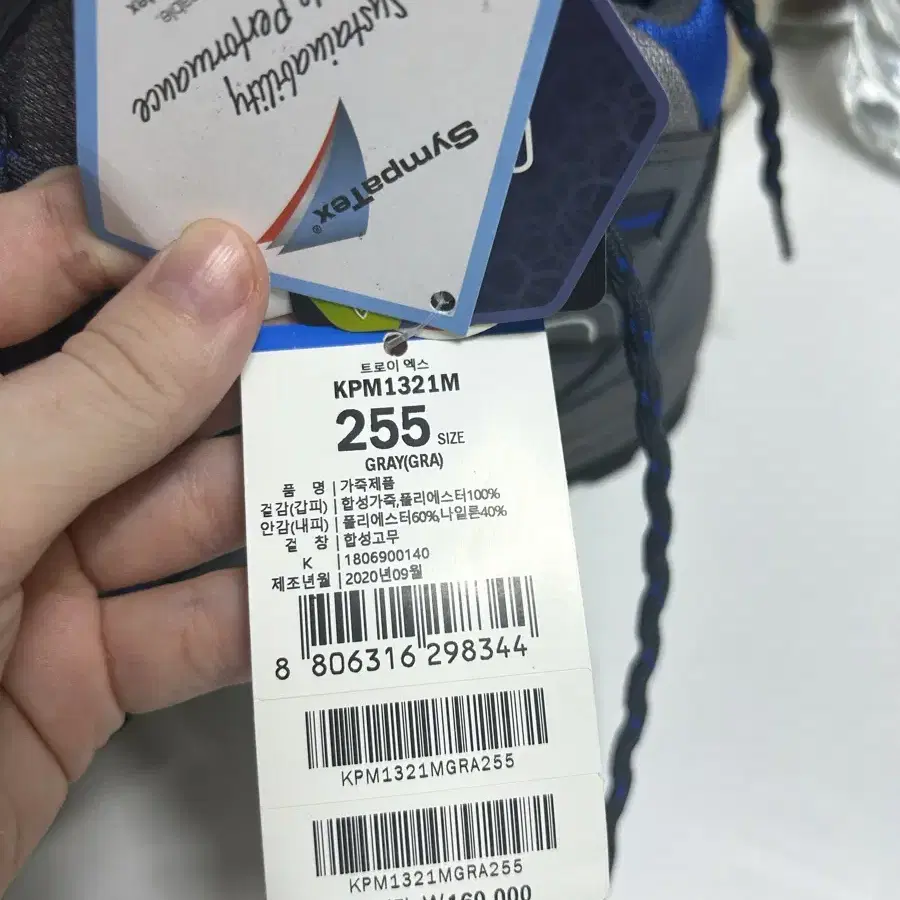 Sustainability
Performance
SympaTex®
트로이 엑스
KPM1321M
255 SIZE
GRAY(GRA)
품 명 | 가죽제품
겉감(갑피) | 합성가죽,폴리에스터100%
안감(내피) | 폴리에스터60%,나일론40%
겉 창 | 합성고무
K | 1806900140
제조년월 | 2020년09월
8 806316 298344
KPM1321MGRA255
KPM1321MGRA255
₩169,000